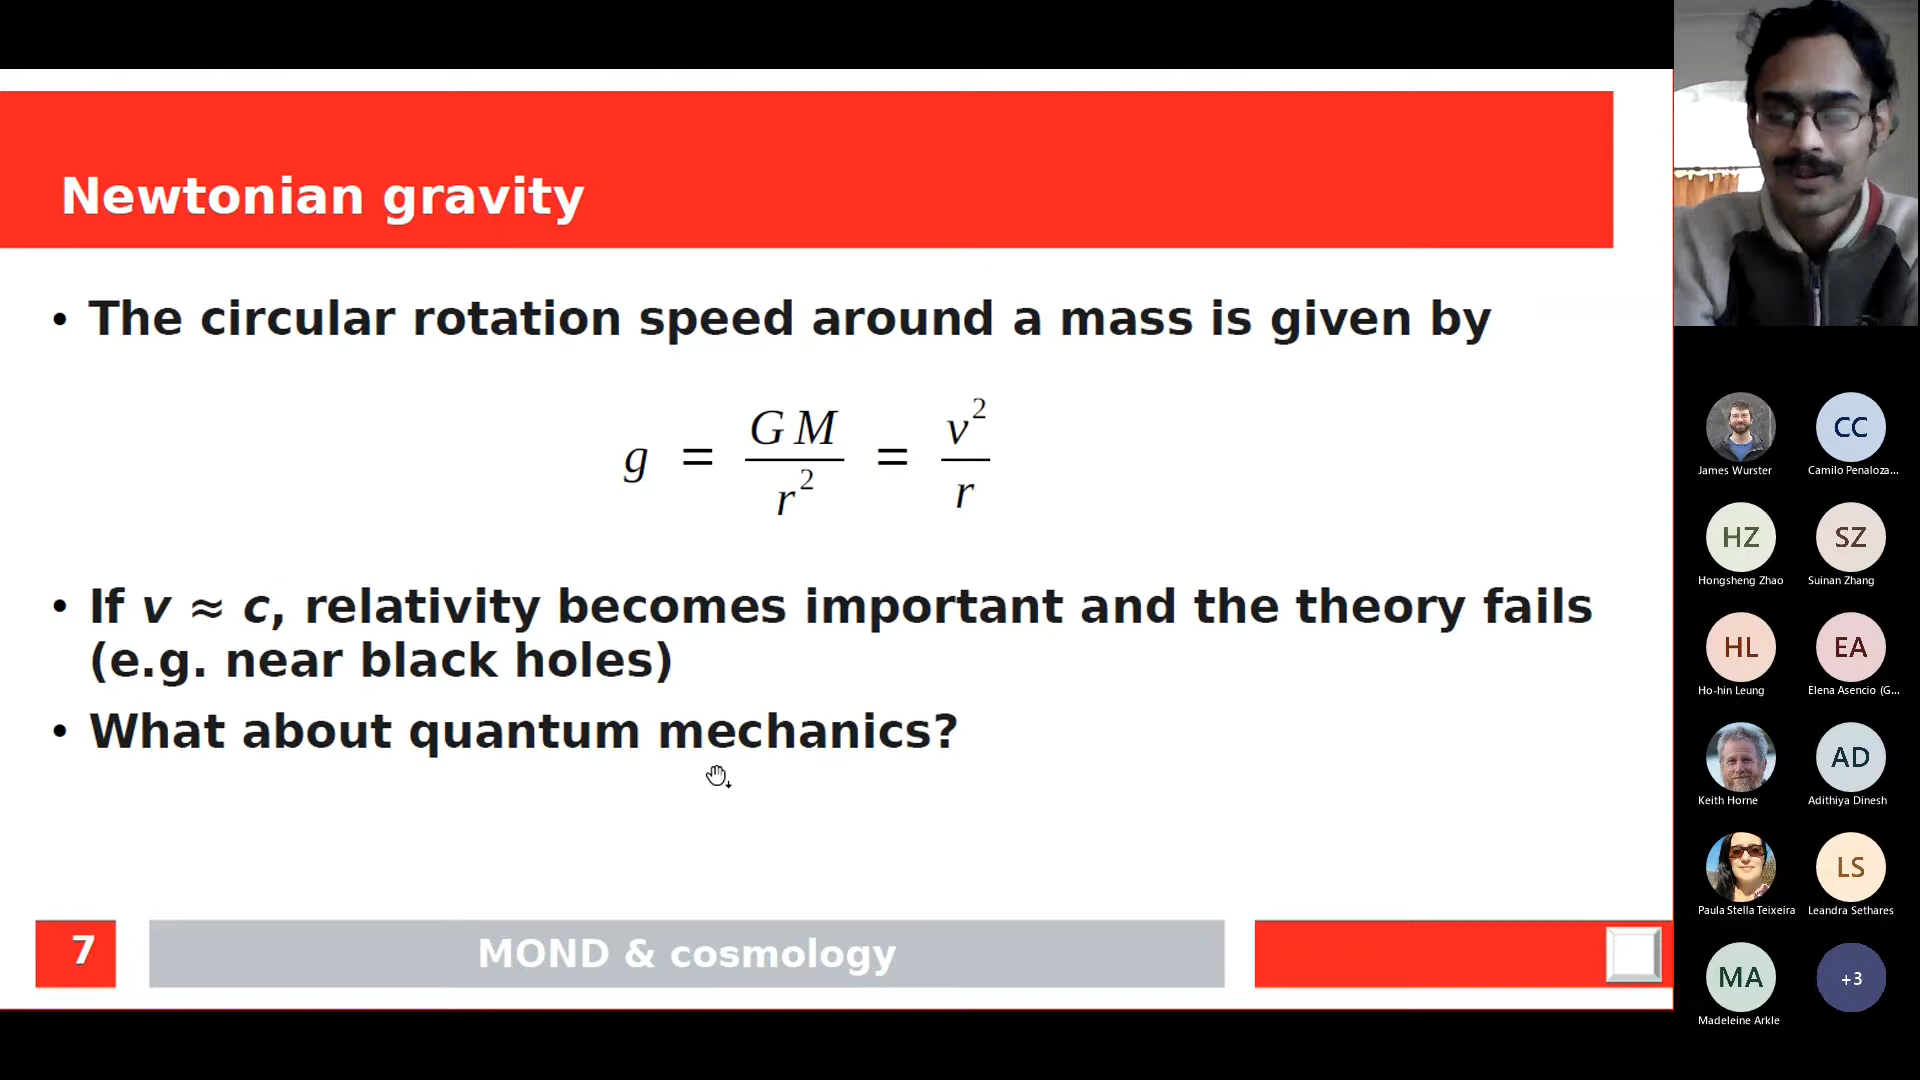 Newtonian gravity
• The circular rotation speed around a mass is given by
g = G M / r² = v² / r
• If v ≈ c, relativity becomes important and the theory fails
(e.g. near black holes)
• What about quantum mechanics?
7
MOND & cosmology
James Wurster
CC
Camilo Penaloza...
HZ
Hongsheng Zhao
SZ
Suinan Zhang
HL
Ho-hin Leung
EA
Elena Asencio (G...
Keith Horne
AD
Adithiya Dinesh
Paula Stella Teixeira
LS
Leandra Sethares
MA
Madeleine Arkle
+3